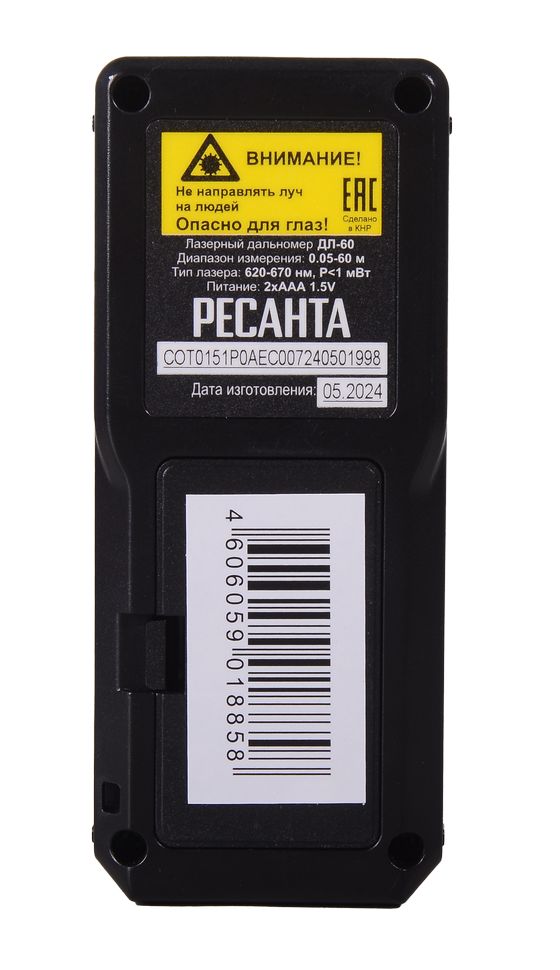 ВНИМАНИЕ!
Не направлять луч
на людей
Опасно для глаз!
EAC
Сделано
в КНР
Лазерный дальномер ДЛ-60
Диапазон измерения: 0.05-60 м
Тип лазера: 620-670 нм, P<1 мВт
Питание: 2xAAA 1.5V
РЕСАНТА
COT0151P0AEC007240501998
Дата изготовления: 05.2024
4 606059 018858